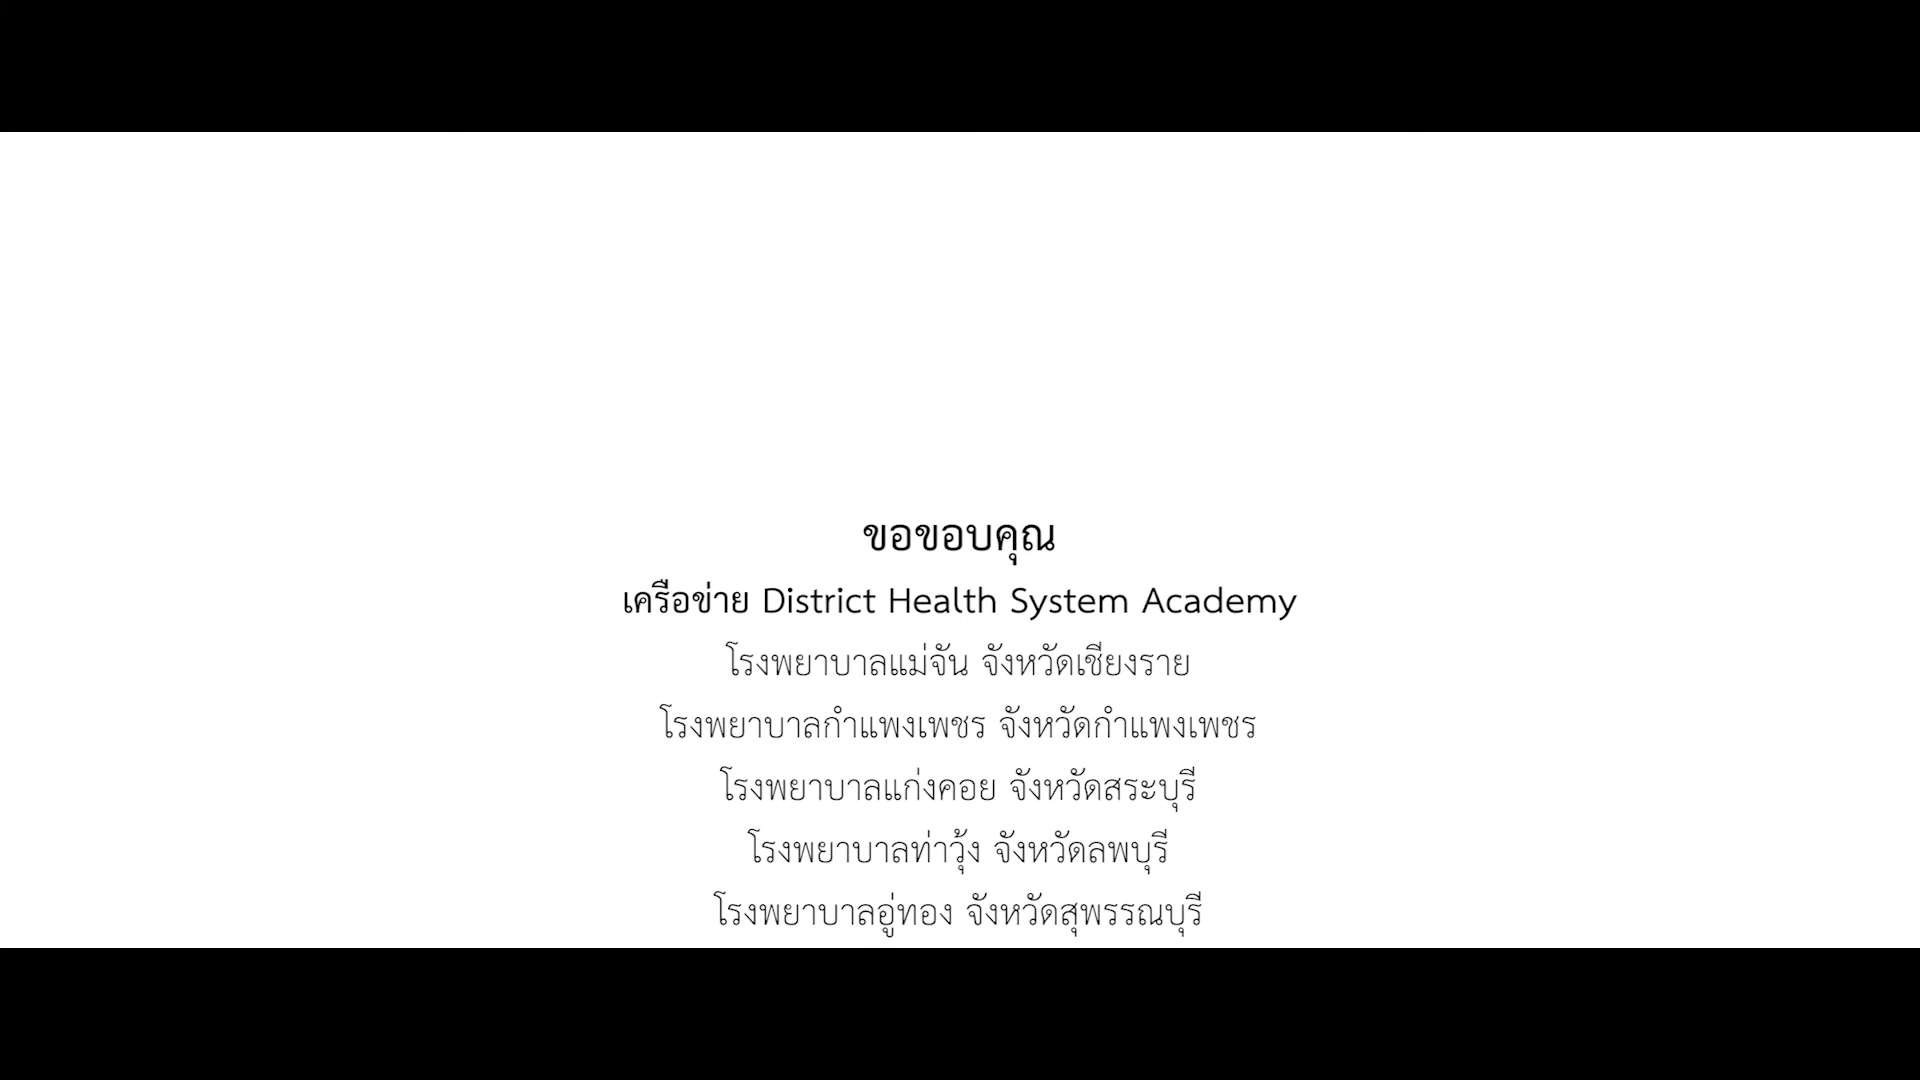 ขอขอบคุณ
เครือข่าย District Health System Academy
โรงพยาบาลแม่จัน จังหวัดเชียงราย
โรงพยาบาลกำแพงเพชร จังหวัดกำแพงเพชร
โรงพยาบาลแก่งคอย จังหวัดสระบุรี
โรงพยาบาลท่าวุ้ง จังหวัดลพบุรี
โรงพยาบาลอู่ทอง จังหวัดสุพรรณบุรี